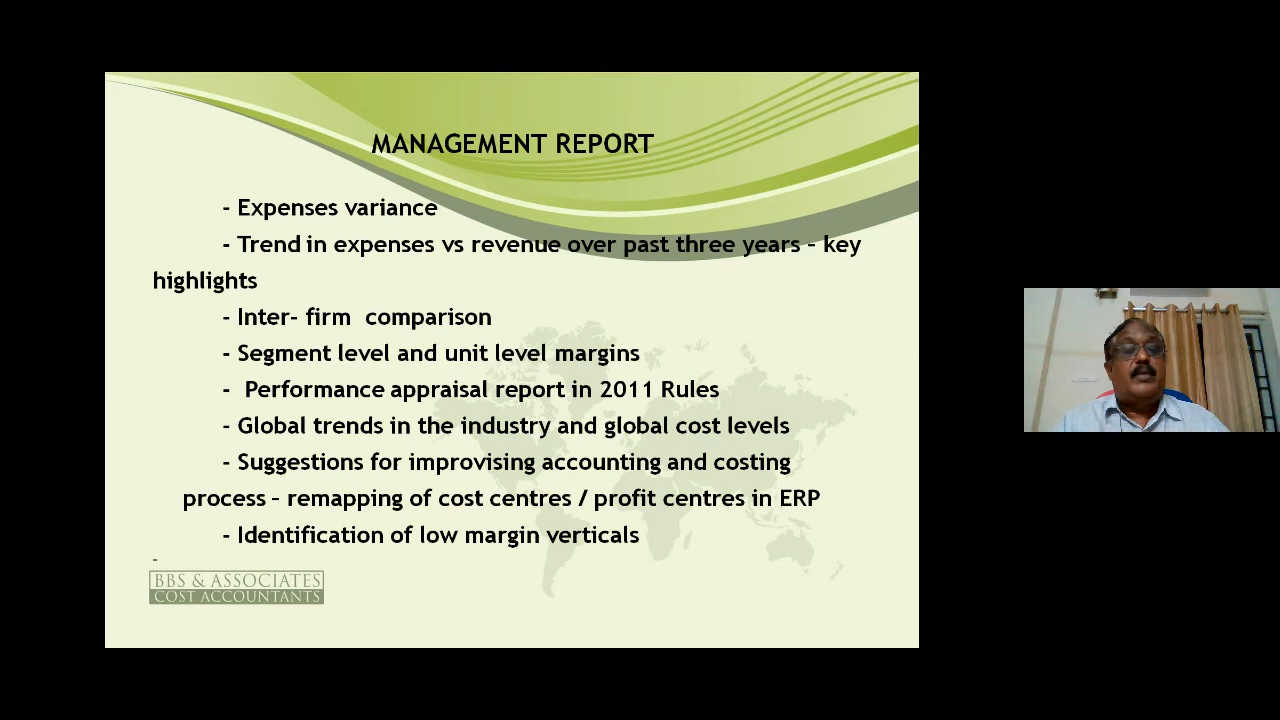 MANAGEMENT REPORT
- Expenses variance
- Trend in expenses vs revenue over past three years – key
highlights
- Inter- firm  comparison
- Segment level and unit level margins
-  Performance appraisal report in 2011 Rules
- Global trends in the industry and global cost levels
- Suggestions for improvising accounting and costing
process – remapping of cost centres / profit centres in ERP
- Identification of low margin verticals
-
BBS & ASSOCIATES
COST ACCOUNTANTS